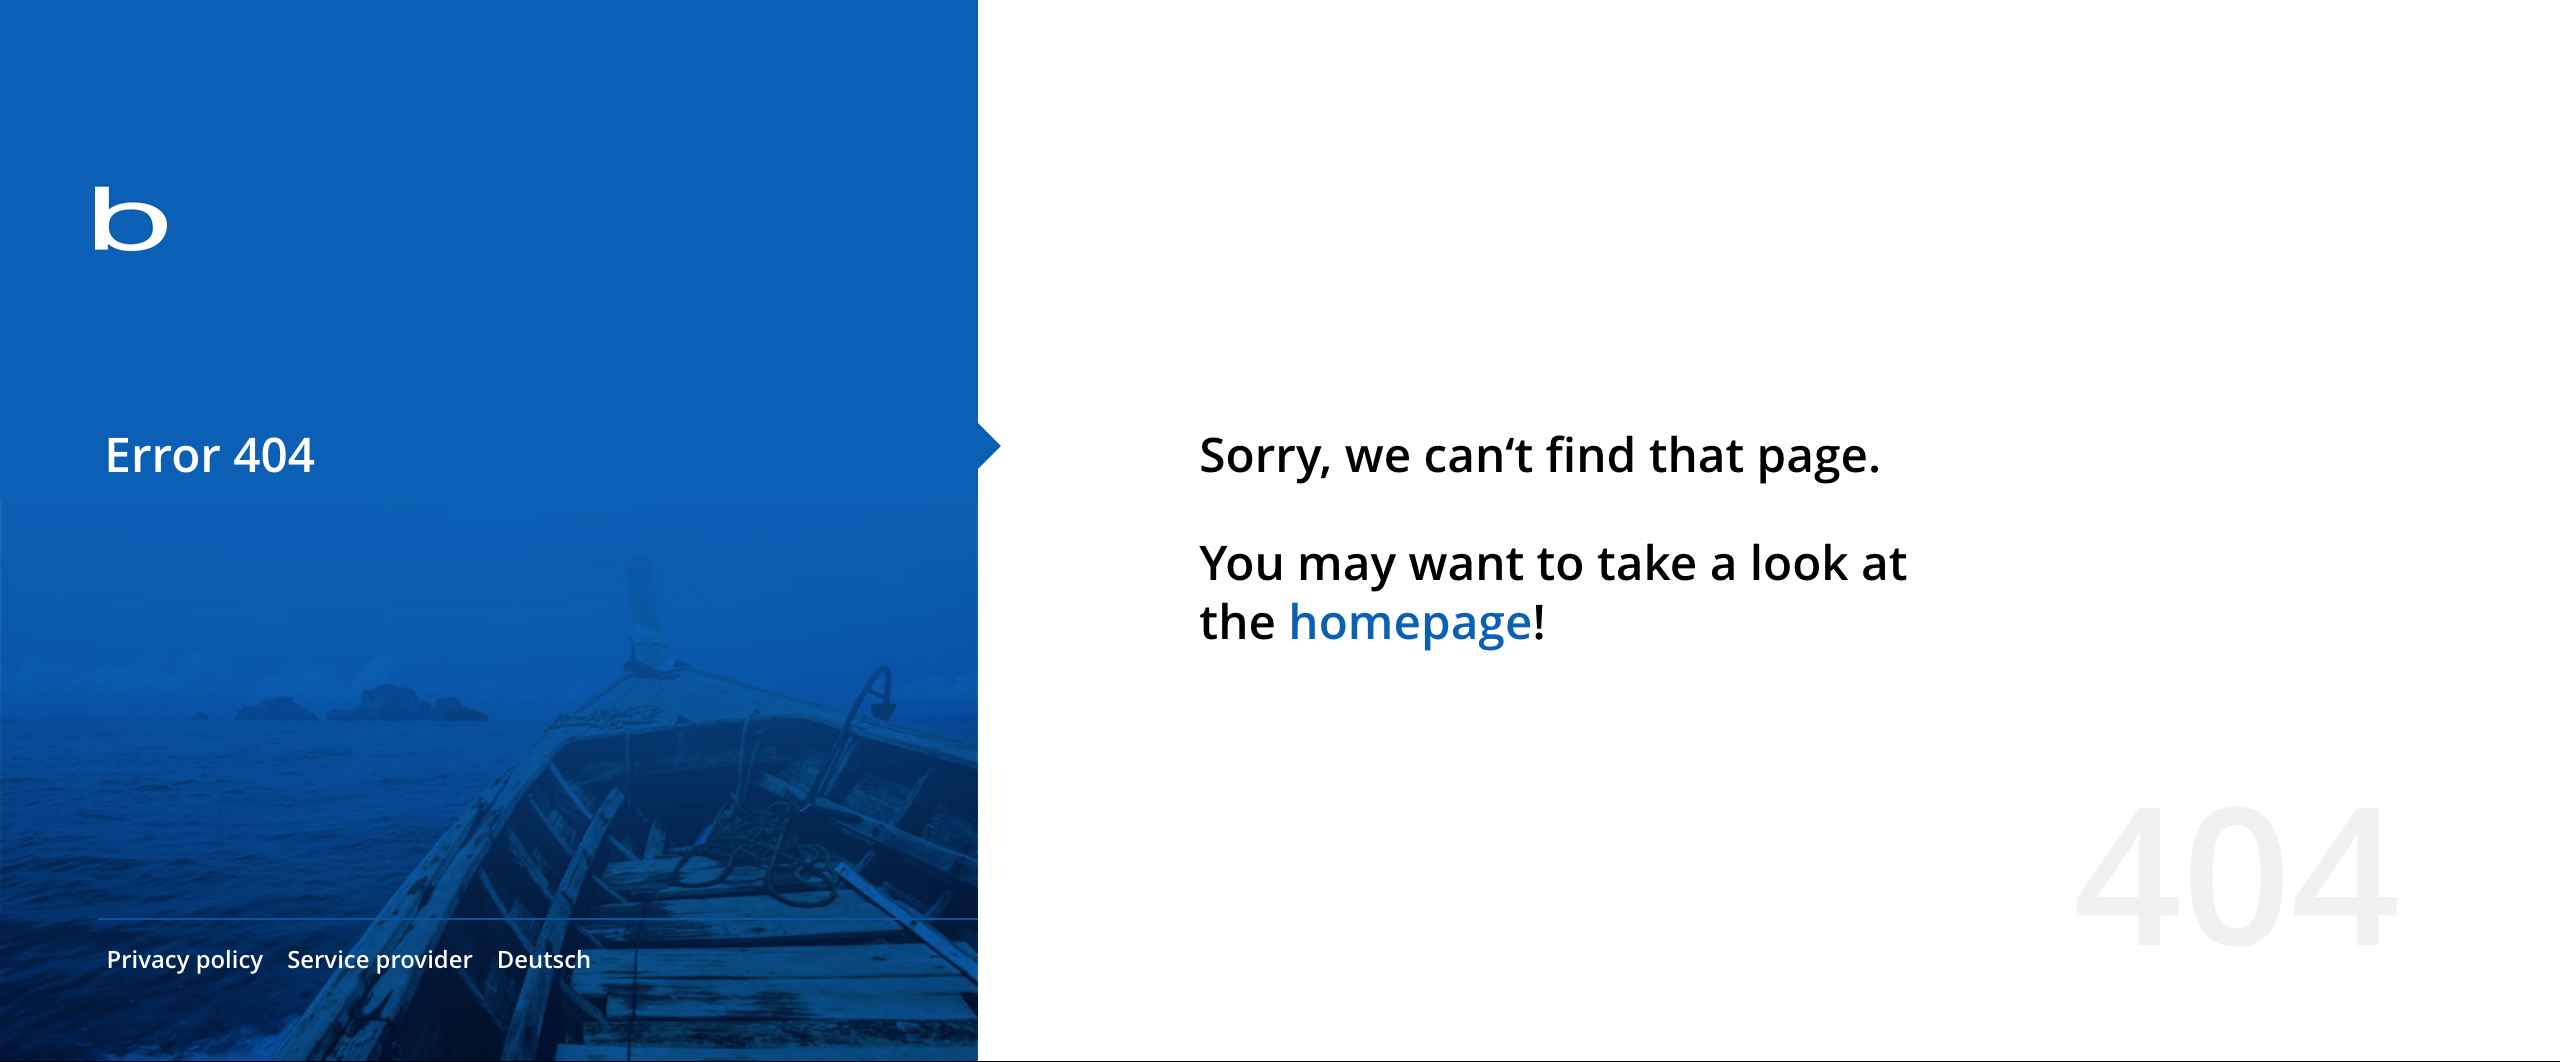 b
Error 404
Sorry, we can‘t find that page.
You may want to take a look at
the homepage!
404
Privacy policy Service provider Deutsch